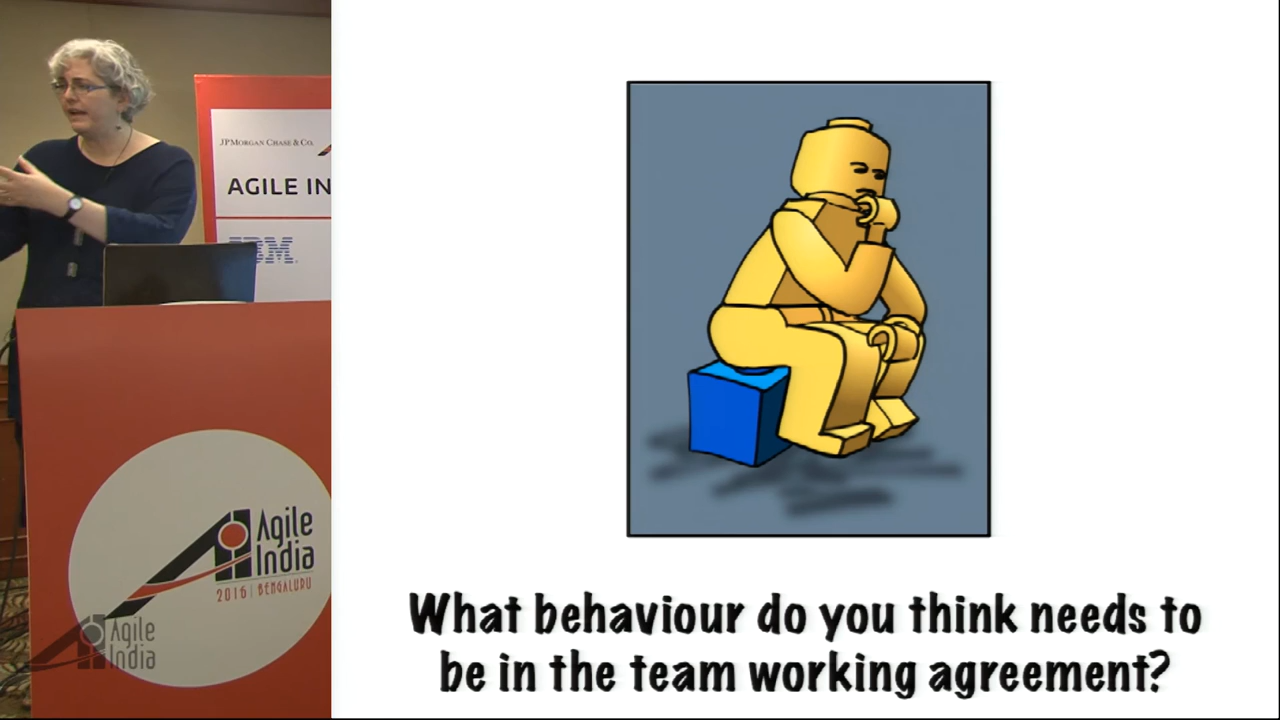 JPMORGAN CHASE & CO.
AGILE IN
IBM
Agile
India
2016 | BENGALURU
Agile
India
What behaviour do you think needs to
be in the team working agreement?